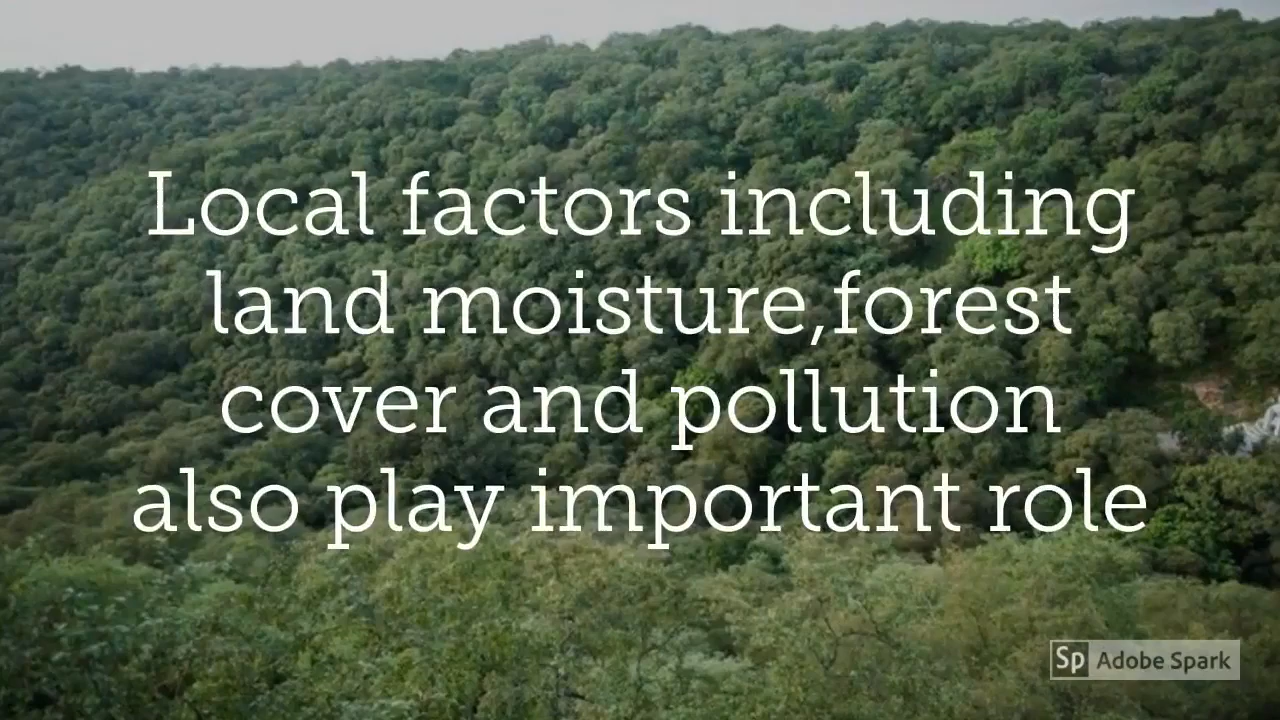 Local factors including
land moisture,forest
cover and pollution
also play important role
Sp Adobe Spark